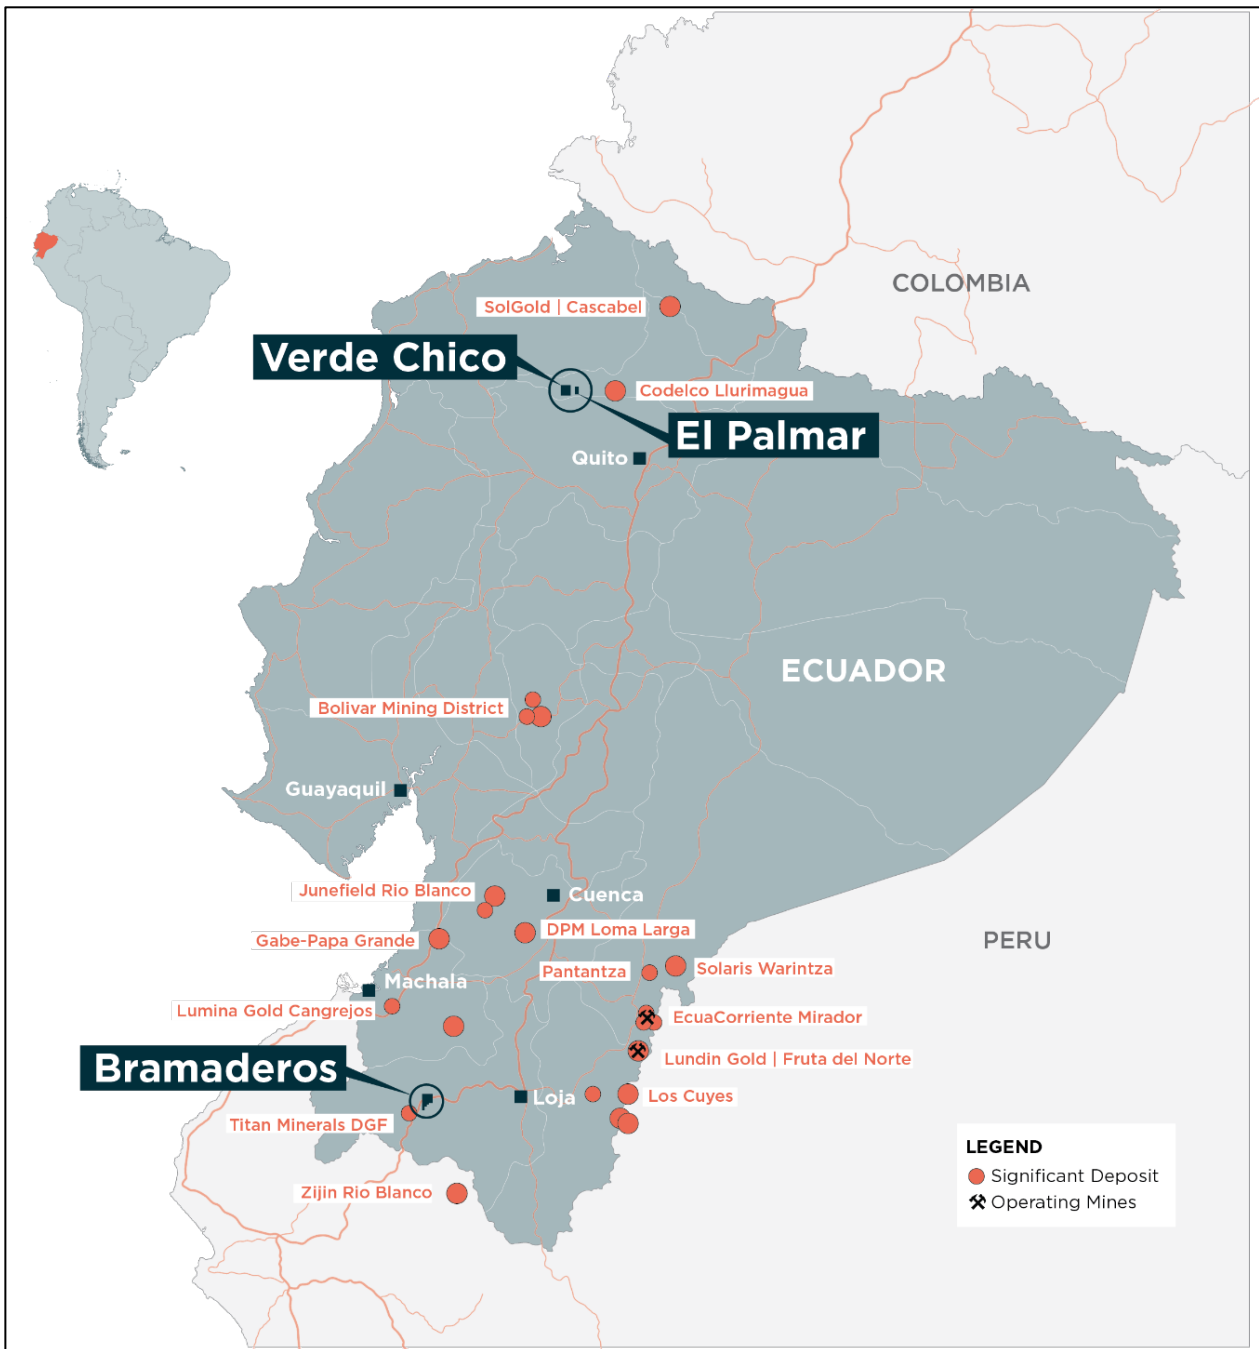 COLOMBIA
SolGold | Cascabel
Verde Chico
Codelco Llurimagua
El Palmar
Quito
ECUADOR
Bolivar Mining District
Guayaquil
Junefield Rio Blanco
Cuenca
DPM Loma Larga
Gabe-Papa Grande
PERU
Pantantza
Solaris Warintza
Machala
Lumina Gold Cangrejos
EcuaCorriente Mirador
Lundin Gold | Fruta del Norte
Bramaderos
Loja
Los Cuyes
Titan Minerals DGF
Zijin Rio Blanco
LEGEND
Significant Deposit
Operating Mines